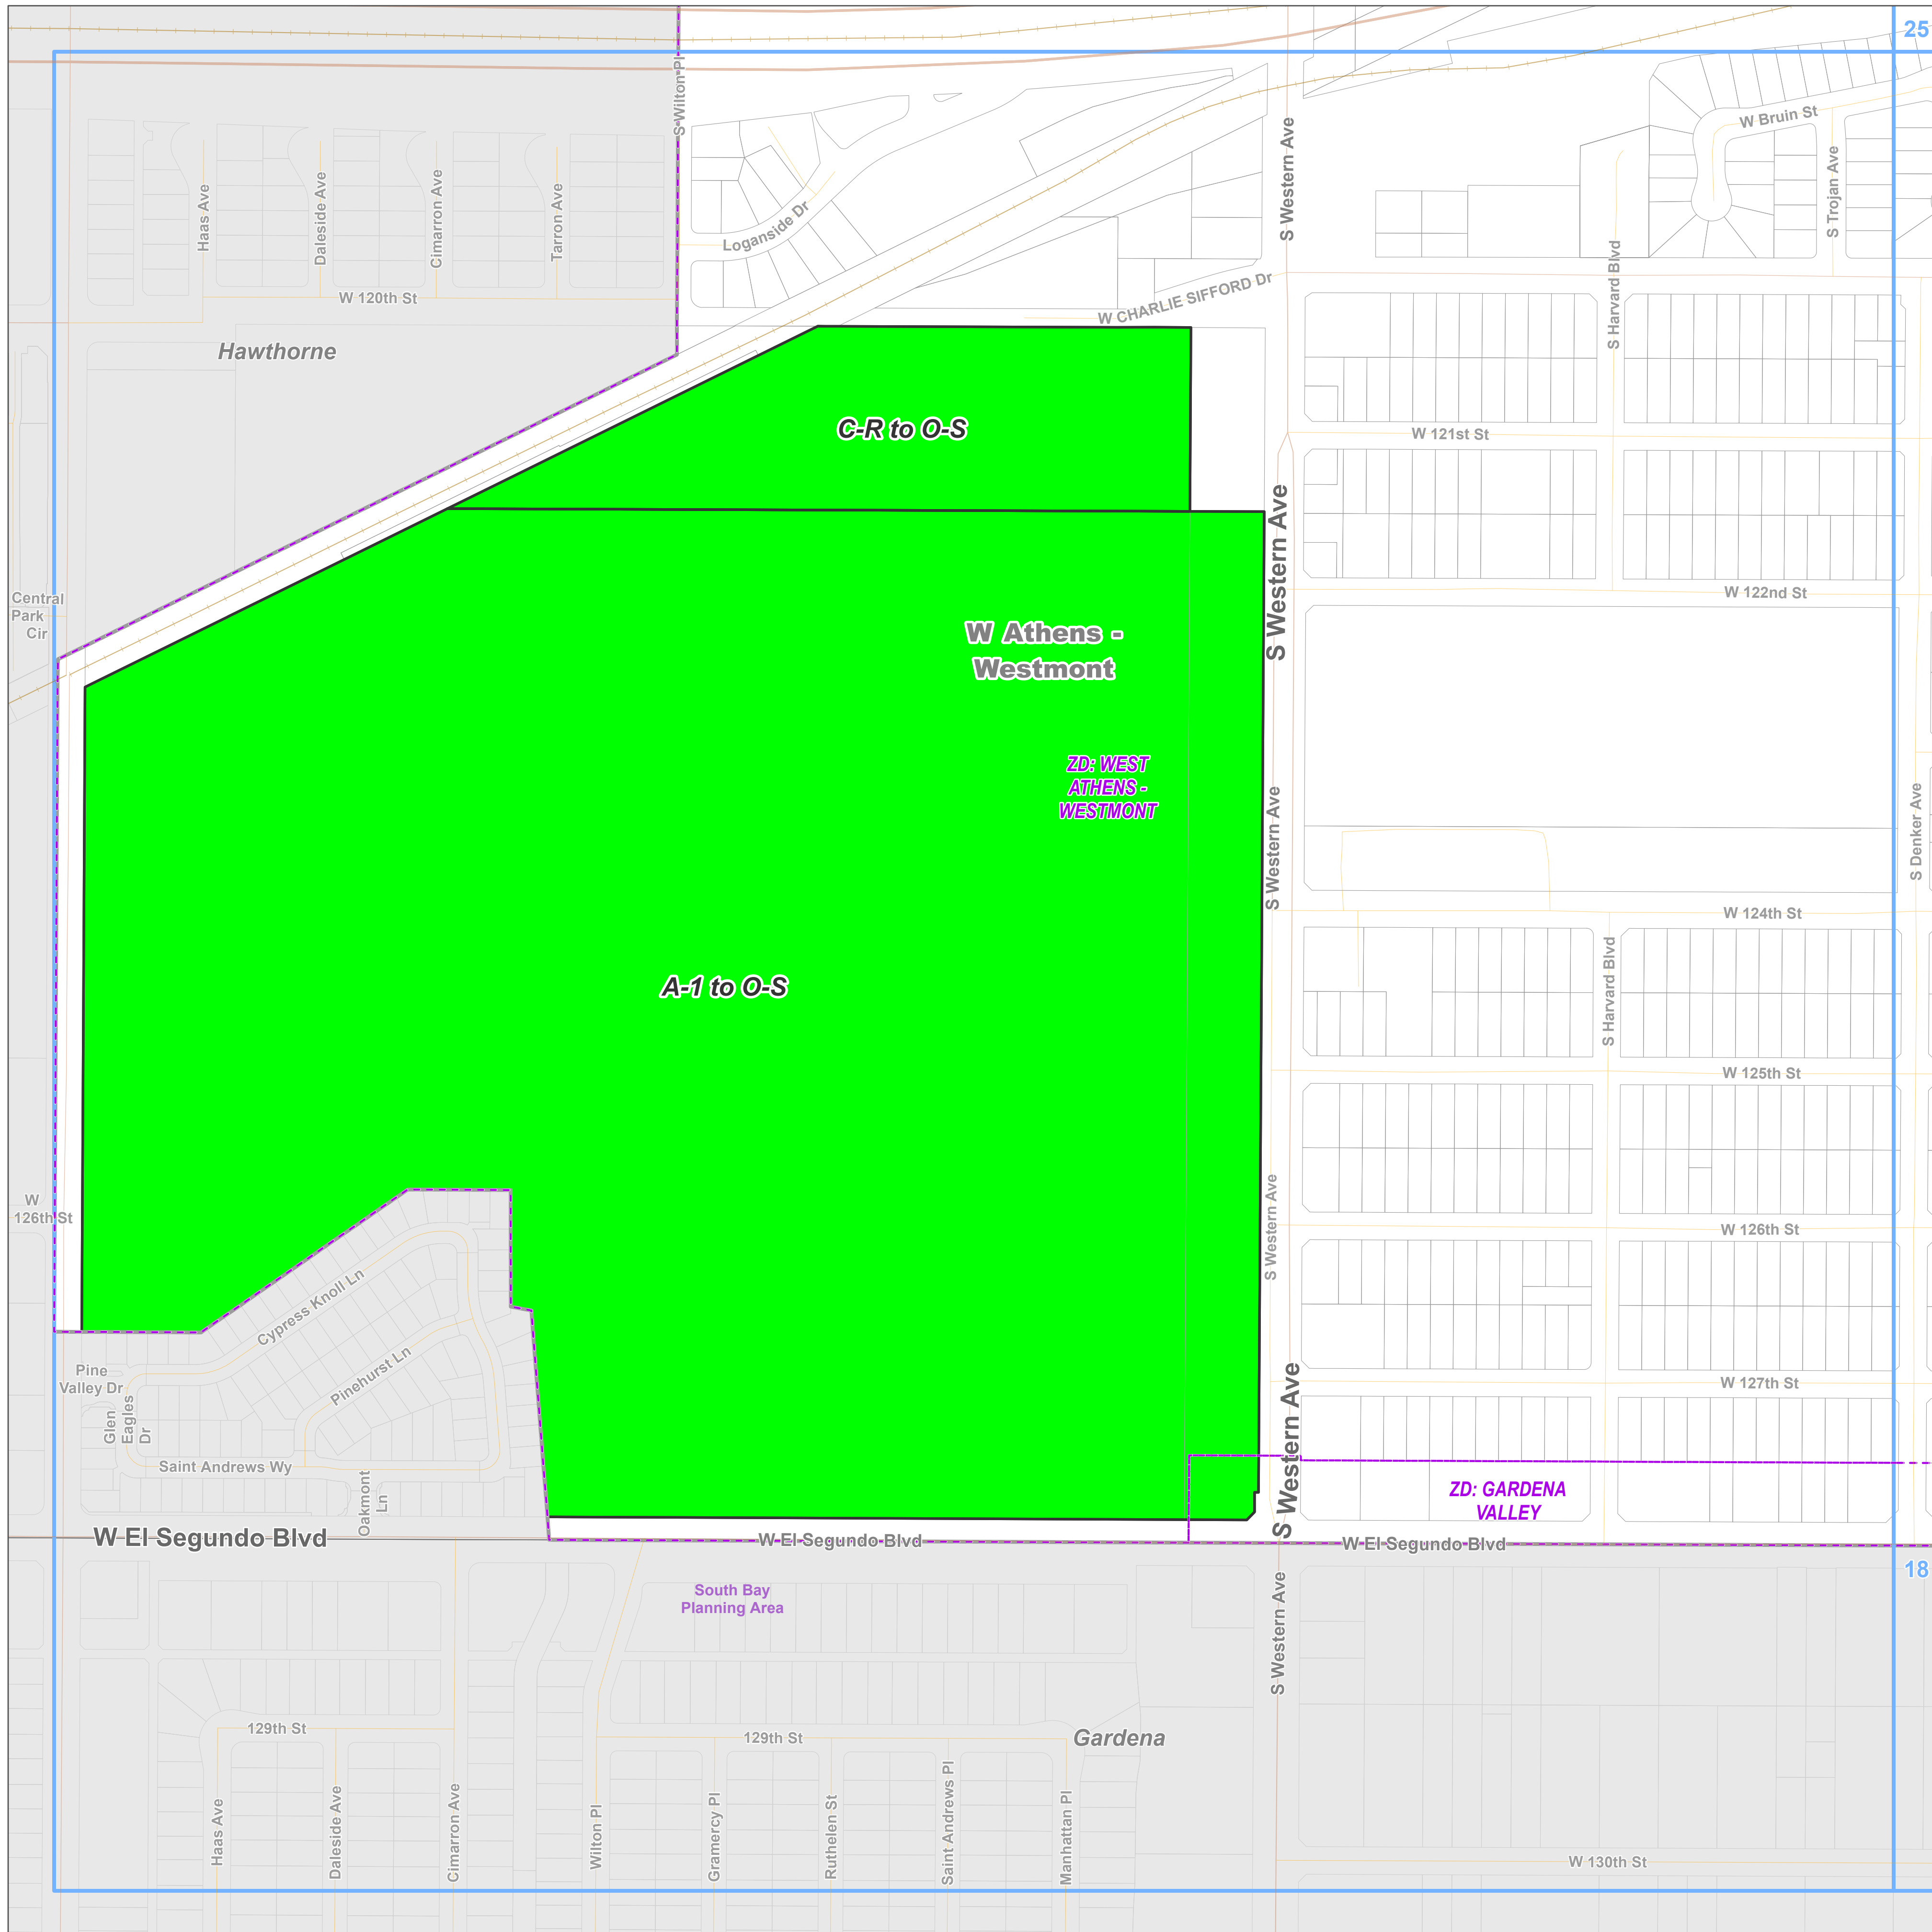 25
S Wilton Pl
W Bruin St
S Western Ave
S Trojan Ave
Haas Ave
Daleside Ave
Cimarron Ave
Tarron Ave
Loganside Dr
S Harvard Blvd
W 120th St
W CHARLIE SIFFORD Dr
Hawthorne
C-R to O-S
W 121st St
S Western Ave
Central
Park
Cir
W 122nd St
W Athens -
Westmont
ZD: WEST
ATHENS -
WESTMONT
S Western Ave
S Denker Ave
W 124th St
A-1 to O-S
S Harvard Blvd
W 125th St
W
126th St
S Western Ave
W 126th St
Cypress Knoll Ln
Pine
Valley Dr
Pinehurst Ln
W 127th St
Glen
Eagles
Dr
S Western Ave
Saint Andrews Wy
Oakmont
Ln
ZD: GARDENA
VALLEY
W El Segundo Blvd
W El Segundo Blvd
W El Segundo Blvd
18
South Bay
Planning Area
S Western Ave
129th St
129th St
Gardena
Haas Ave
Daleside Ave
Cimarron Ave
Wilton Pl
Gramercy Pl
Ruthelen St
Saint Andrews Pl
Manhattan Pl
W 130th St